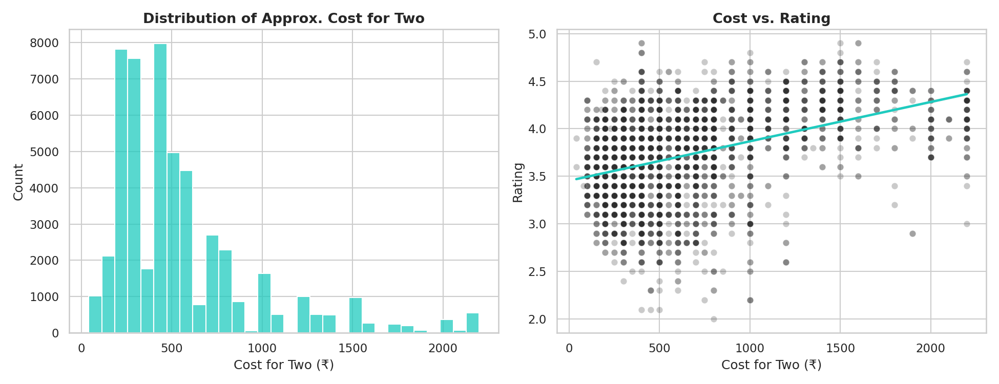 Distribution of Approx. Cost for Two
Count
8000
7000
6000
5000
4000
3000
2000
1000
0
0 500 1000 1500 2000
Cost for Two (₹)
Cost vs. Rating
Rating
5.0
4.5
4.0
3.5
3.0
2.5
2.0
0 500 1000 1500 2000
Cost for Two (₹)